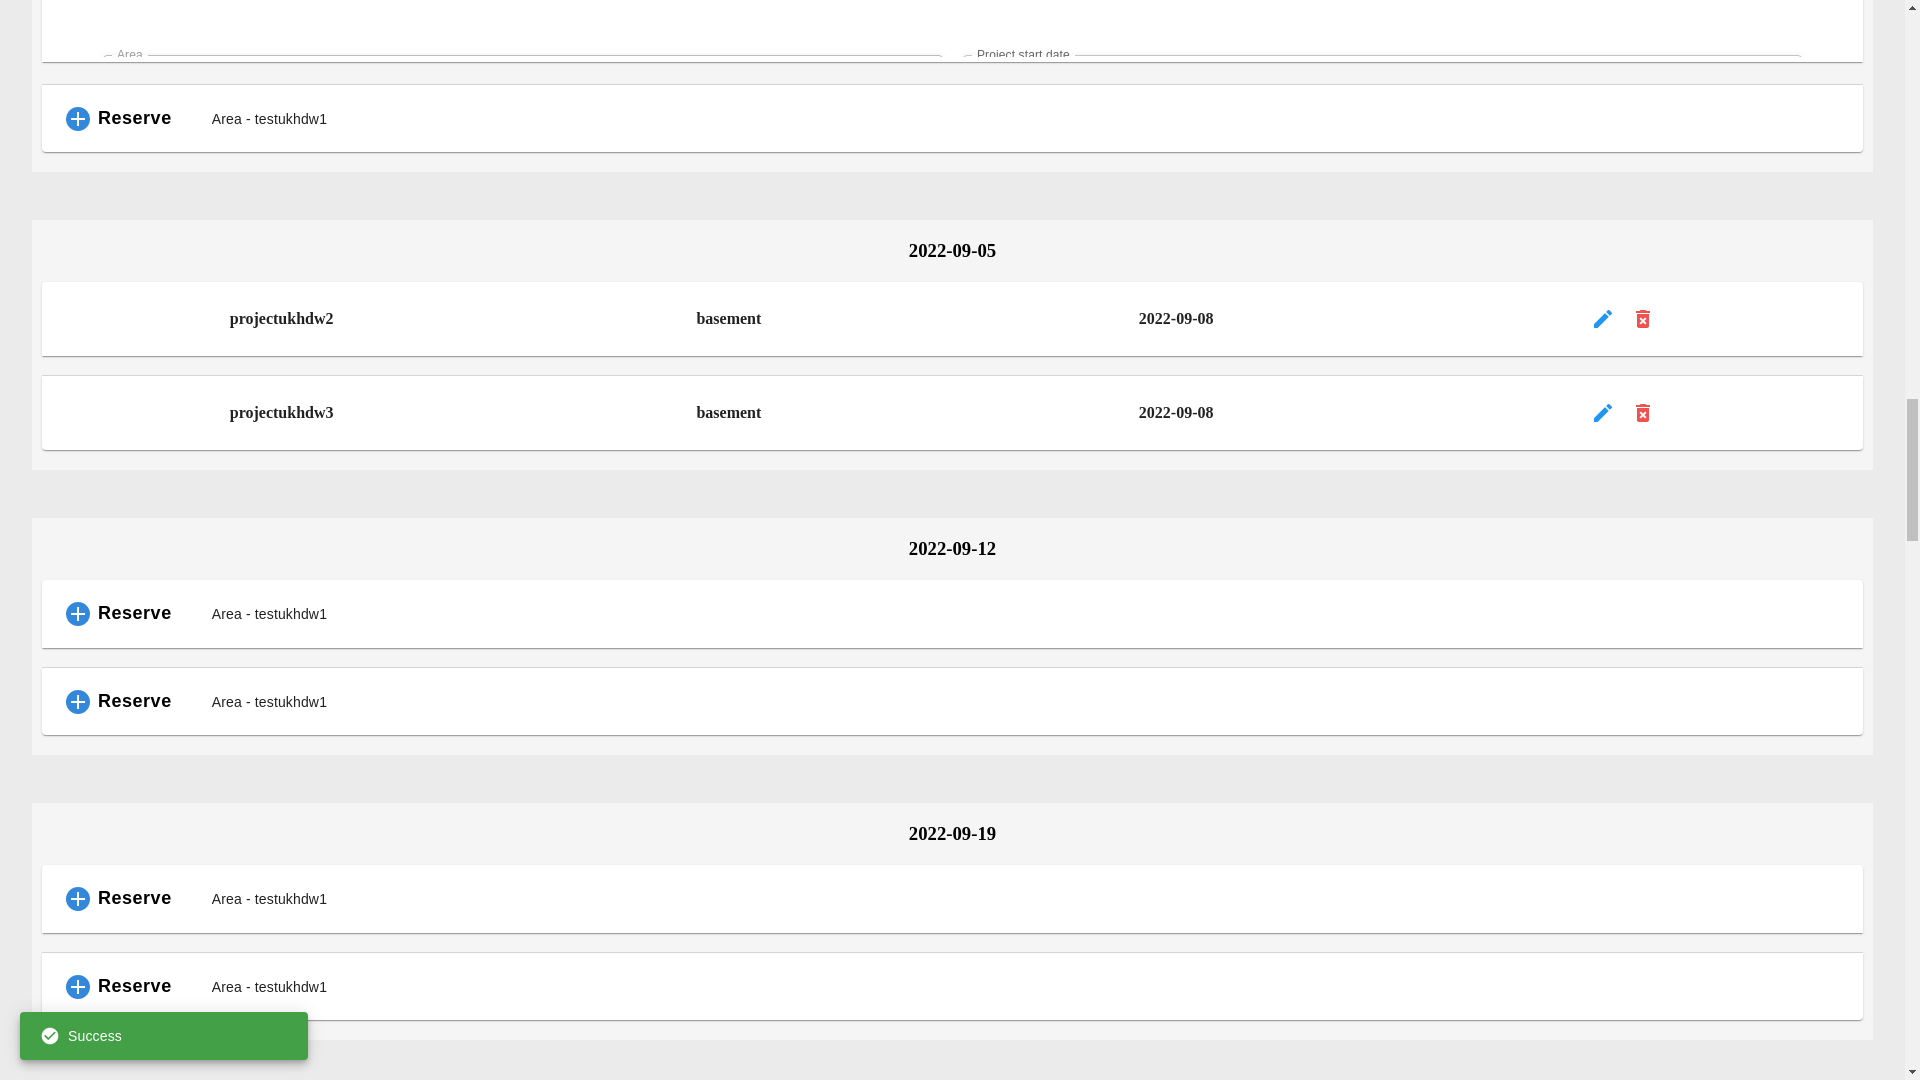 Area
Project start date
Reserve Area - testukhdw1
2022-09-05
projectukhdw2 basement 2022-09-08
projectukhdw3 basement 2022-09-08
2022-09-12
Reserve Area - testukhdw1
Reserve Area - testukhdw1
2022-09-19
Reserve Area - testukhdw1
Reserve Area - testukhdw1
Success